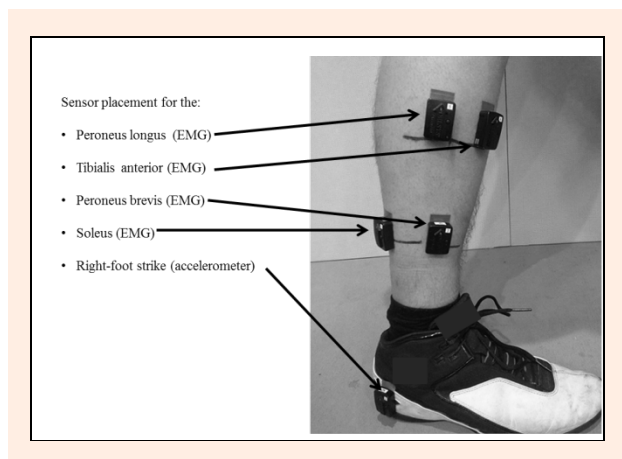 Sensor placement for the:
• Peroneus longus (EMG)
• Tibialis anterior (EMG)
• Peroneus brevis (EMG)
• Soleus (EMG)
• Right-foot strike (accelerometer)